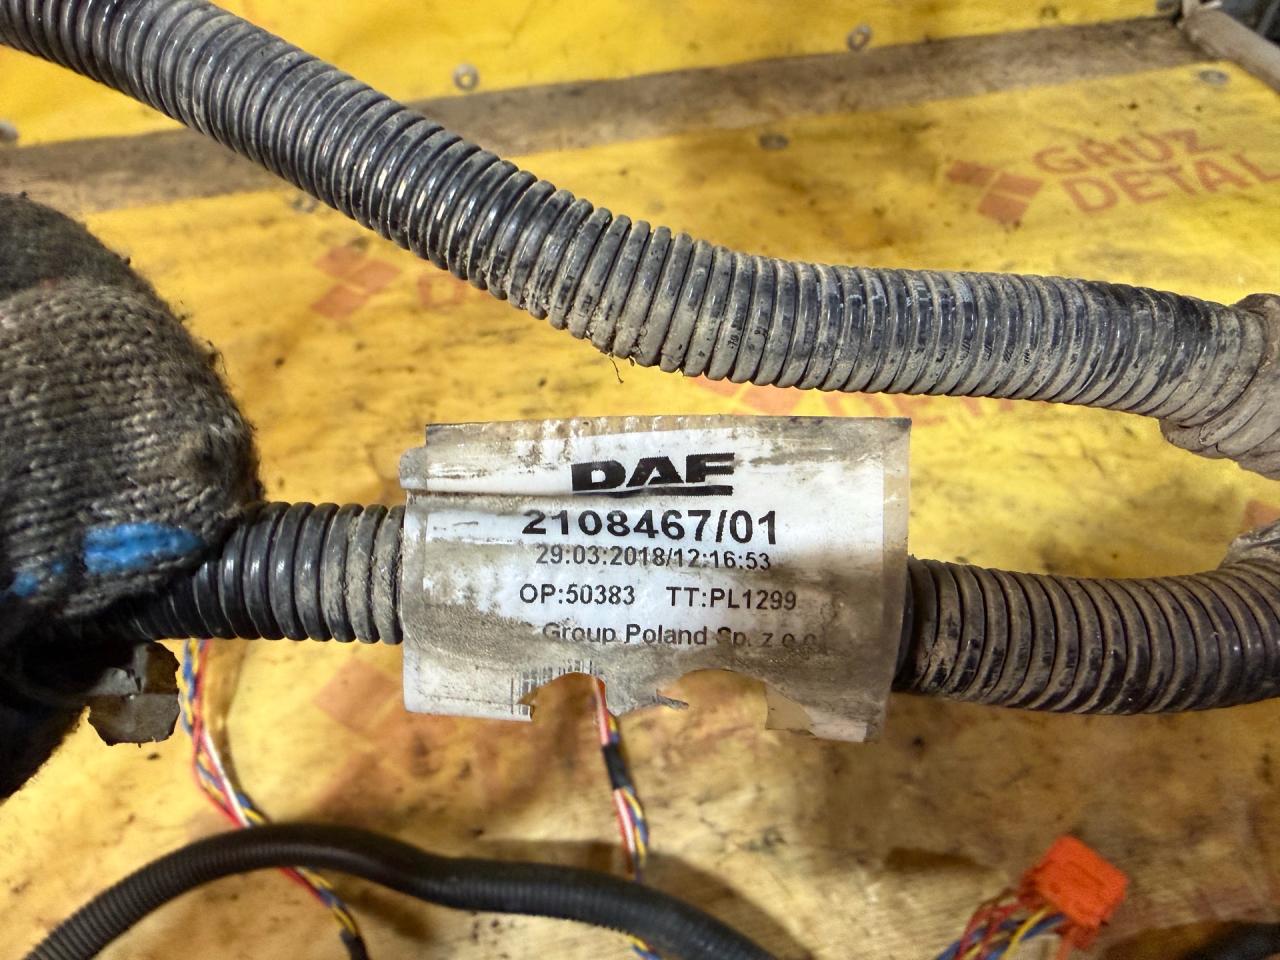 GRUZ
DETAL
DAF
2108467/01
29:03:2018/12:16:53
OP:50383 TT:PL1299
Group Poland Sp. z o.o.